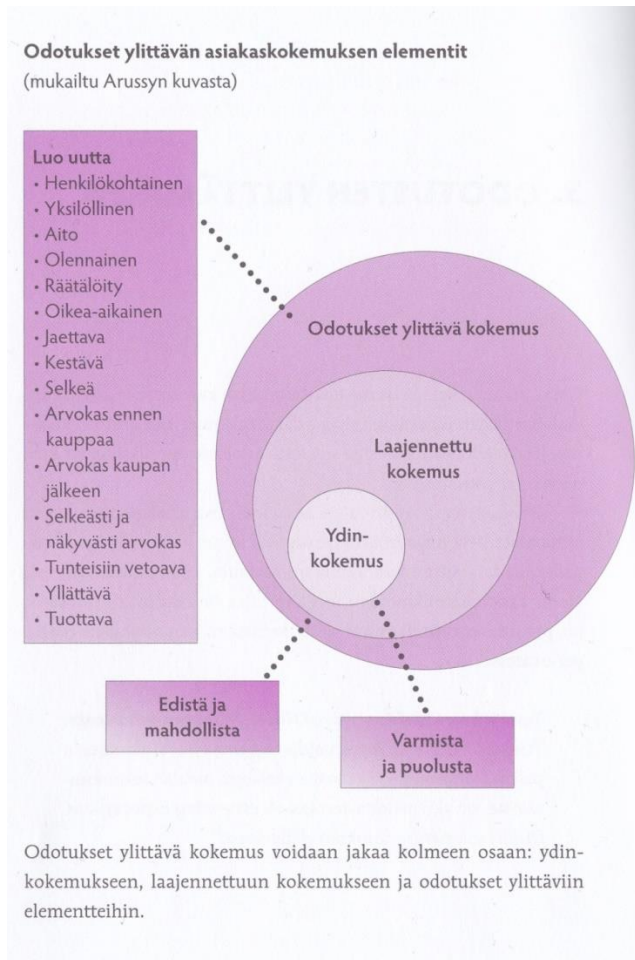 Odotukset ylittävän asiakaskokemuksen elementit
(mukailtu Arussyn kuvasta)
Luo uutta
• Henkilökohtainen
• Yksilöllinen
• Aito
• Olennainen
• Räätälöity
• Oikea-aikainen
• Jaettava
• Kestävä
• Selkeä
• Arvokas ennen
kauppaa
• Arvokas kaupan
jälkeen
• Selkeästi ja
näkyvästi arvokas
• Tunteisiin vetoava
• Yllättävä
• Tuottava
Odotukset ylittävä kokemus
Laajennettu
kokemus
Ydin-
kokemus
Edistä ja
mahdollista
Varmista
ja puolusta
Odotukset ylittävä kokemus voidaan jakaa kolmeen osaan: ydin-
kokemukseen, laajennettuun kokemukseen ja odotukset ylittäviin
elementteihin.